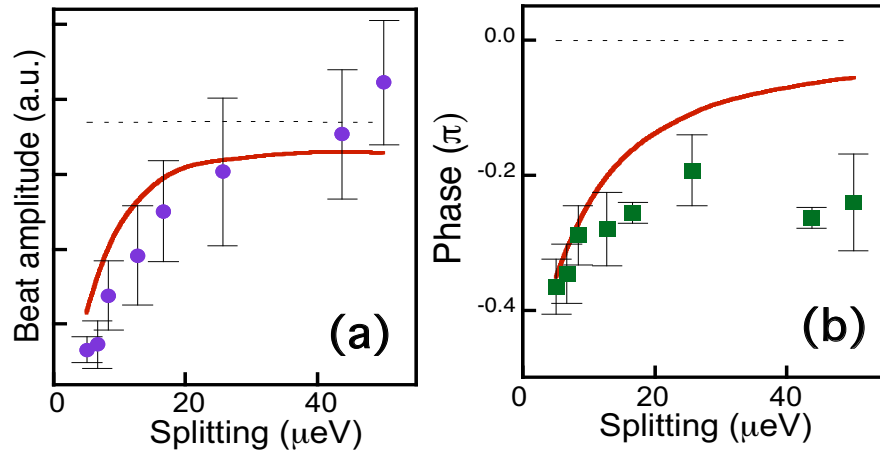 Beat amplitude (a.u.)
(a)
0
20
40
Splitting (μeV)
Phase (π)
0.0
-0.2
-0.4
(b)
0
20
40
Splitting (μeV)